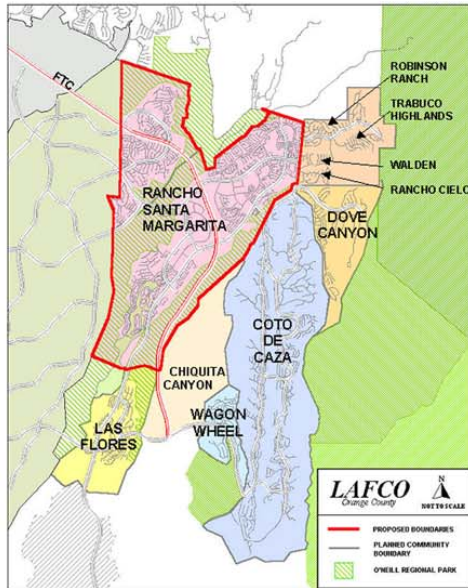 FTC
ROBINSON
RANCH
TRABUCO
HIGHLANDS
WALDEN
RANCHO CIELO
RANCHO
SANTA
MARGARITA
DOVE
CANYON
COTO
DE
CAZA
CHIQUITA
CANYON
WAGON
WHEEL
LAS
FLORES
LAFCO
Orange County
N
NOT TO SCALE
PROPOSED BOUNDARIES
PLANNED COMMUNITY
BOUNDARY
O'NEILL REGIONAL PARK